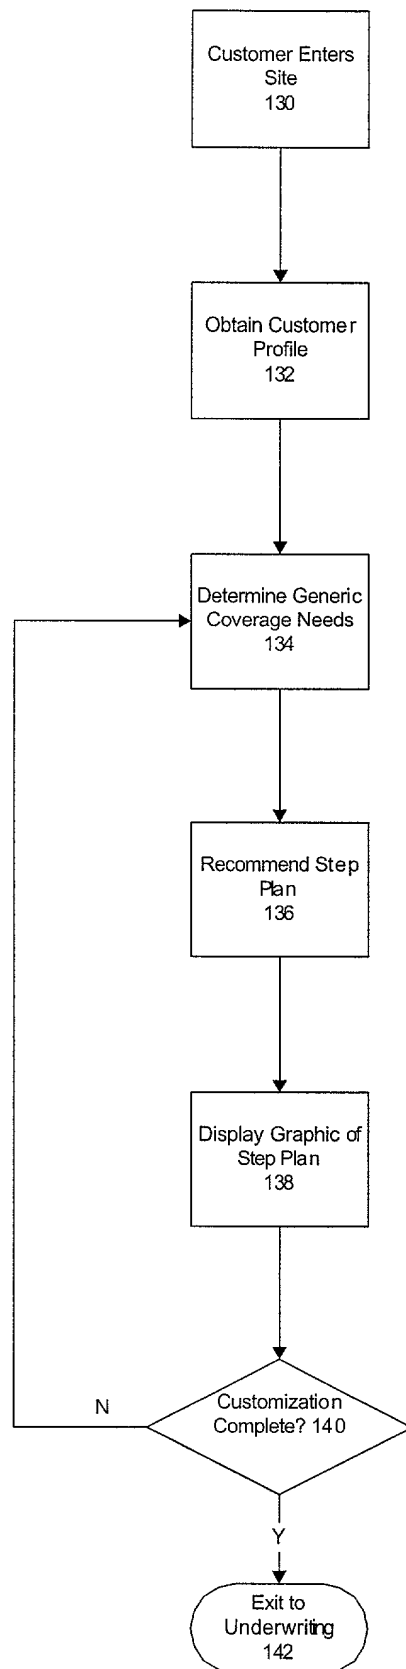 Customer Enters
Site
130
Obtain Customer
Profile
132
Determine Generic
Coverage Needs
134
Recommend Step
Plan
136
Display Graphic of
Step Plan
138
Customization
Complete? 140
N
Y
Exit to
Underwriting
142